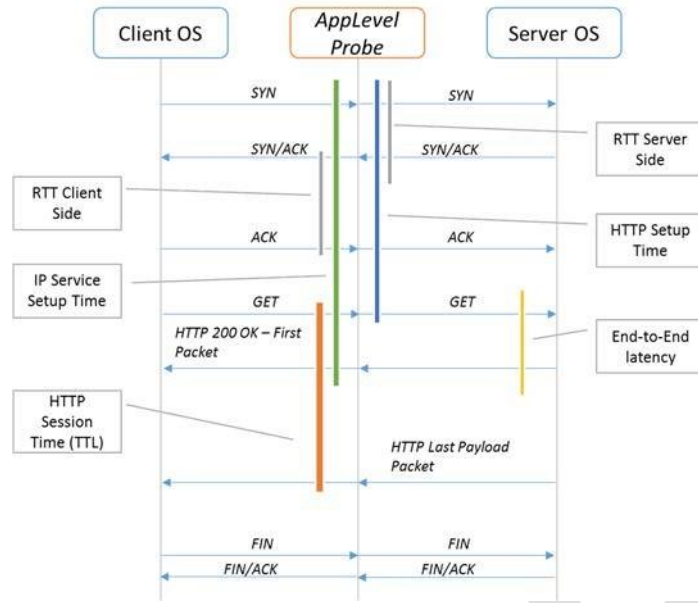 Client OS
AppLevel
Probe
Server OS
SYN
SYN
RTT Server
Side
SYN/ACK
SYN/ACK
RTT Client
Side
HTTP Setup
Time
ACK
ACK
IP Service
Setup Time
GET
GET
HTTP 200 OK – First
Packet
End-to-End
latency
HTTP
Session
Time (TTL)
HTTP Last Payload
Packet
FIN
FIN
FIN/ACK
FIN/ACK